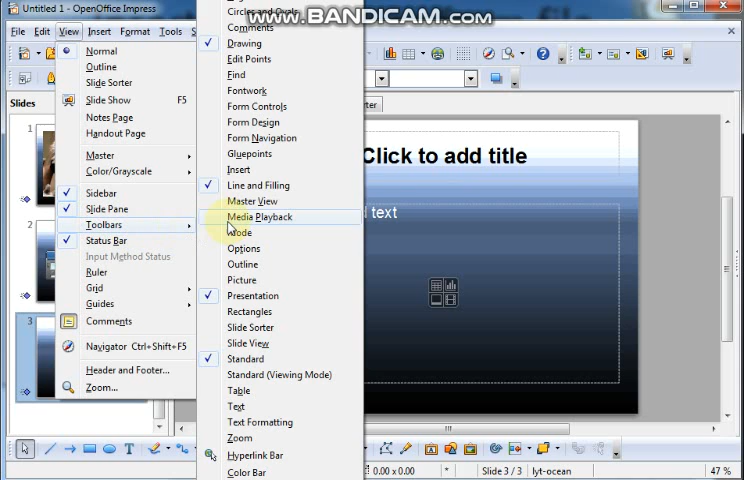 Untitled 1 - OpenOffice Impress
WWW.BANDICAM.COM
File Edit View Insert Format Tools
Normal
Outline
Slide Sorter
Slide Show F5
Notes Page
Handout Page
Master
Color/Grayscale
Sidebar
Slide Pane
Toolbars
Status Bar
Input Method Status
Ruler
Grid
Guides
Comments
Navigator Ctrl+Shift+F5
Header and Footer...
Zoom...
Circles and Ovals
Comments
Drawing
Edit Points
Find
Fontwork
Form Controls
Form Design
Form Navigation
Gluepoints
Insert
Line and Filling
Master View
Media Playback
Mode
Options
Outline
Picture
Presentation
Rectangles
Slide Sorter
Slide View
Standard
Standard (Viewing Mode)
Table
Text
Text Formatting
Zoom
Hyperlink Bar
Color Bar
Slides
1
2
3
Click to add title
text
0.00 x 0.00
*
Slide 3 / 3
lyt-ocean
47 %